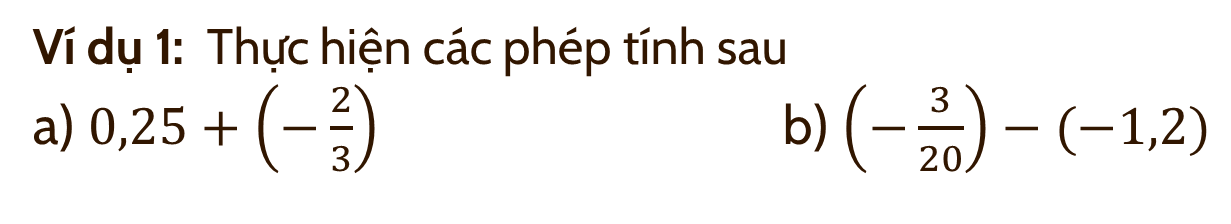 Ví dụ 1: Thực hiện các phép tính sau
a) 0,25 + (−2/3) b) (−3/20) − (−1,2)